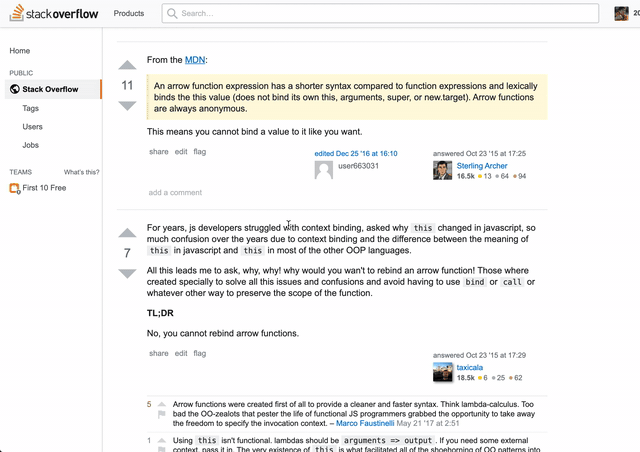 stackoverflow Products Search… 20
Home
PUBLIC
Stack Overflow
Tags
Users
Jobs
TEAMS What's this?
First 10 Free
From the MDN:
11
An arrow function expression has a shorter syntax compared to function expressions and lexically
binds the this value (does not bind its own this, arguments, super, or new.target). Arrow functions
are always anonymous.
This means you cannot bind a value to it like you want.
share edit flag
edited Dec 25 '16 at 16:10
user663031
answered Oct 23 '15 at 17:25
Sterling Archer
16.5k 13 64 94
add a comment
7
For years, js developers struggled with context binding, asked why this changed in javascript, so
much confusion over the years due to context binding and the difference between the meaning of
this in javascript and this in most of the other OOP languages.
All this leads me to ask, why, why! why would you wan't to rebind an arrow function! Those where
created specially to solve all this issues and confusions and avoid having to use bind or call or
whatever other way to preserve the scope of the function.
TL;DR
No, you cannot rebind arrow functions.
share edit flag
answered Oct 23 '15 at 17:29
taxicala
18.5k 6 25 62
5 Arrow functions were created first of all to provide a cleaner and faster syntax. Think lambda-calculus. Too
bad the OO-zealots that pester the life of functional JS programmers grabbed the opportunity to take away
the freedom to specify the invocation context. – Marco Faustinelli May 21 '17 at 2:51
1 Using this isn't functional. lambdas should be arguments => output. If you need some external
context, pass it in. The very existence of this is what facilitated all of the shoehorning of OO patterns into